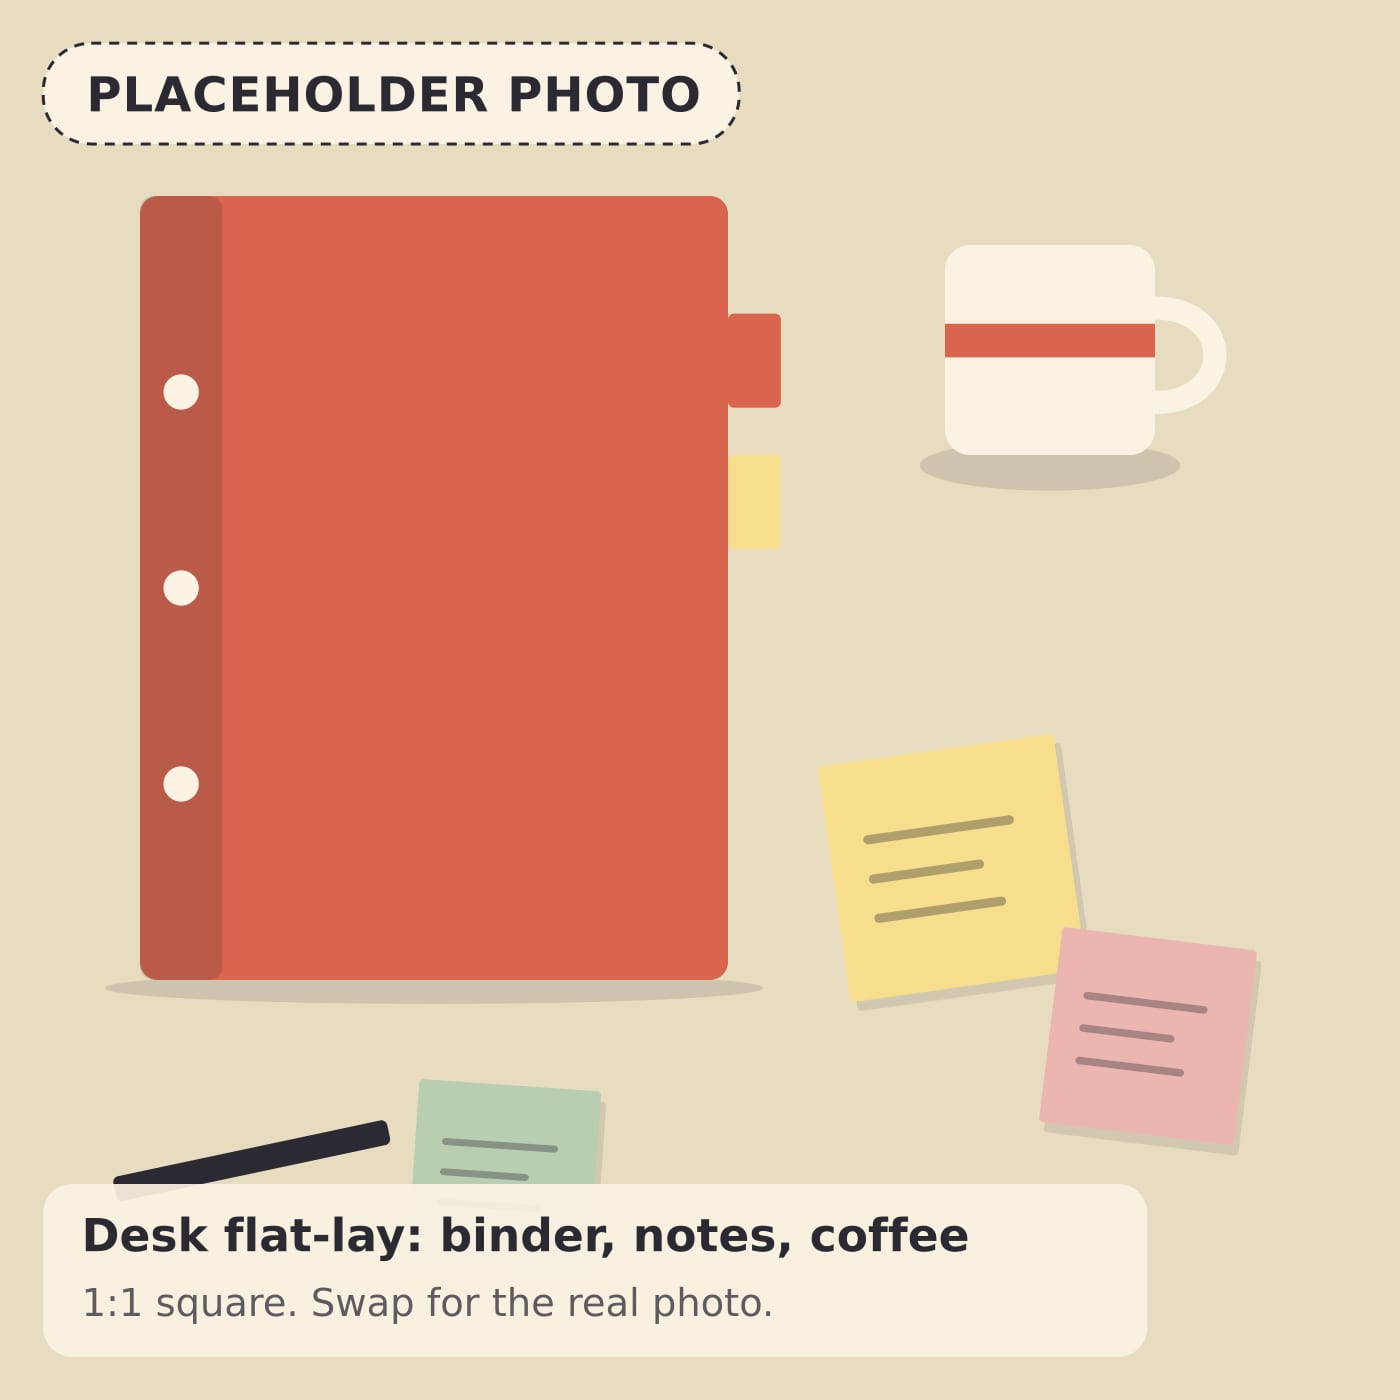 PLACEHOLDER PHOTO
Desk flat-lay: binder, notes, coffee
1:1 square. Swap for the real photo.